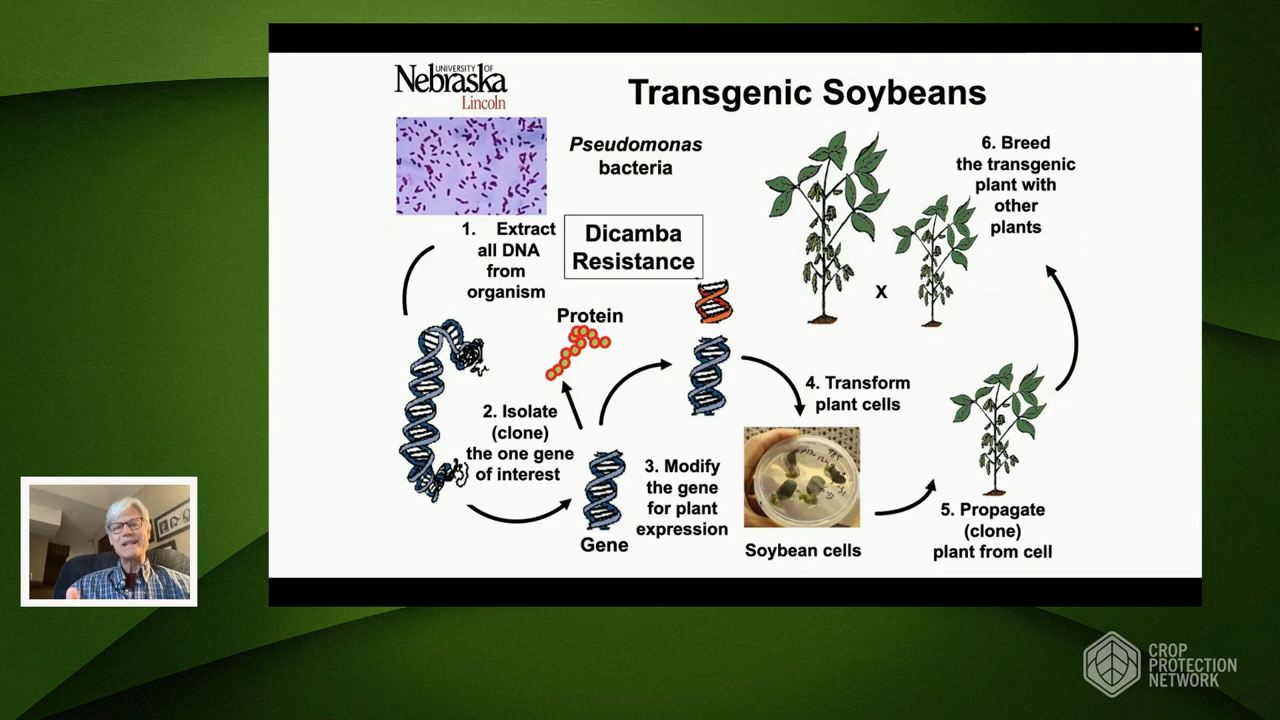 UNIVERSITY OF
Nebraska
Lincoln
Transgenic Soybeans
Pseudomonas
bacteria
6. Breed
the transgenic
plant with
other
plants
1. Extract
all DNA
from
organism
Dicamba
Resistance
Protein
X
4. Transform
plant cells
2. Isolate
(clone)
the one gene
of interest
3. Modify
the gene
for plant
expression
Gene
Soybean cells
5. Propagate
(clone)
plant from cell
CROP
PROTECTION
NETWORK